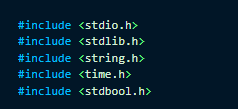 #include <stdio.h>
#include <stdlib.h>
#include <string.h>
#include <time.h>
#include <stdbool.h>